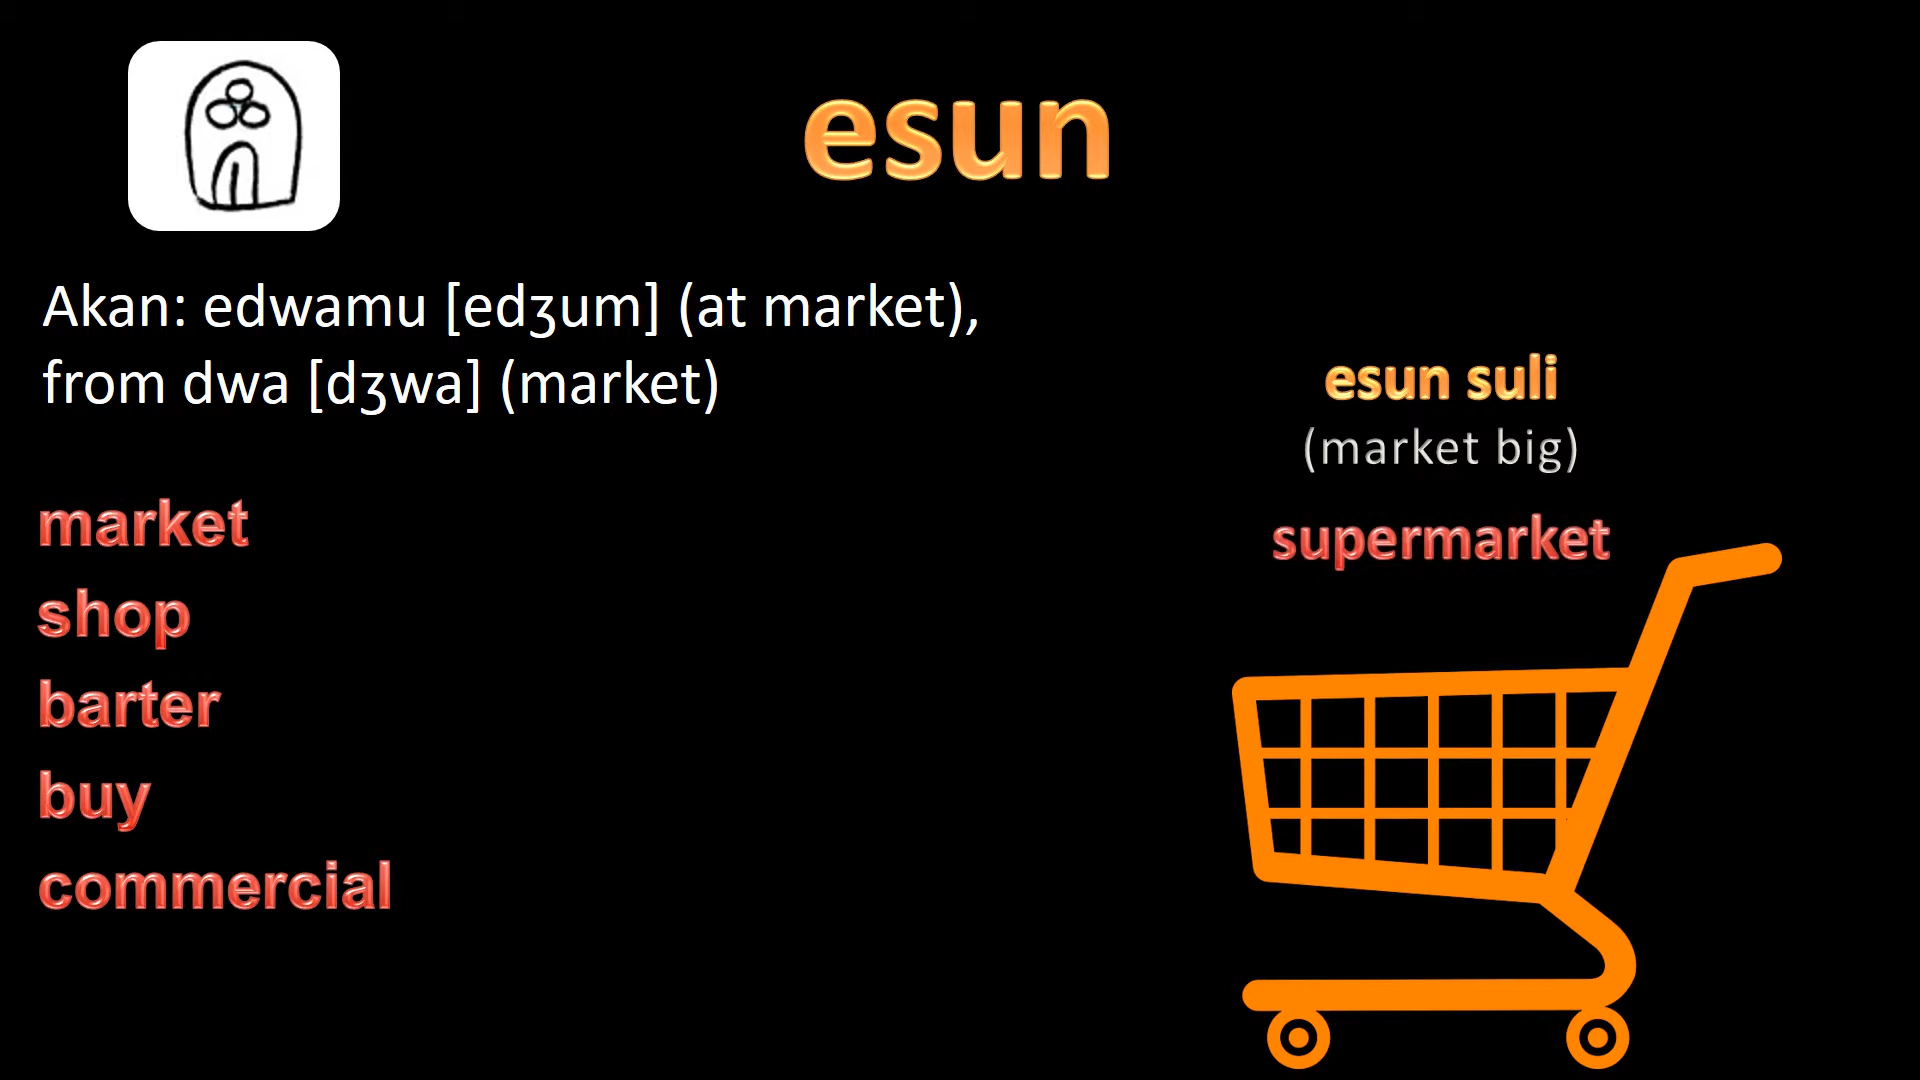 esun
Akan: edwamu [edʒum] (at market),
from dwa [dʒwa] (market)
market
shop
barter
buy
commercial
esun suli
(market big)
supermarket